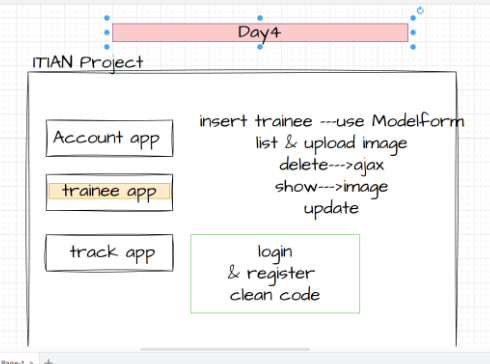 Day4
ITIAN Project
Account app
insert trainee ---use ModelForm
list & upload image
delete--->ajax
show--->image
update
trainee app
track app
login
& register
clean code
Page-1